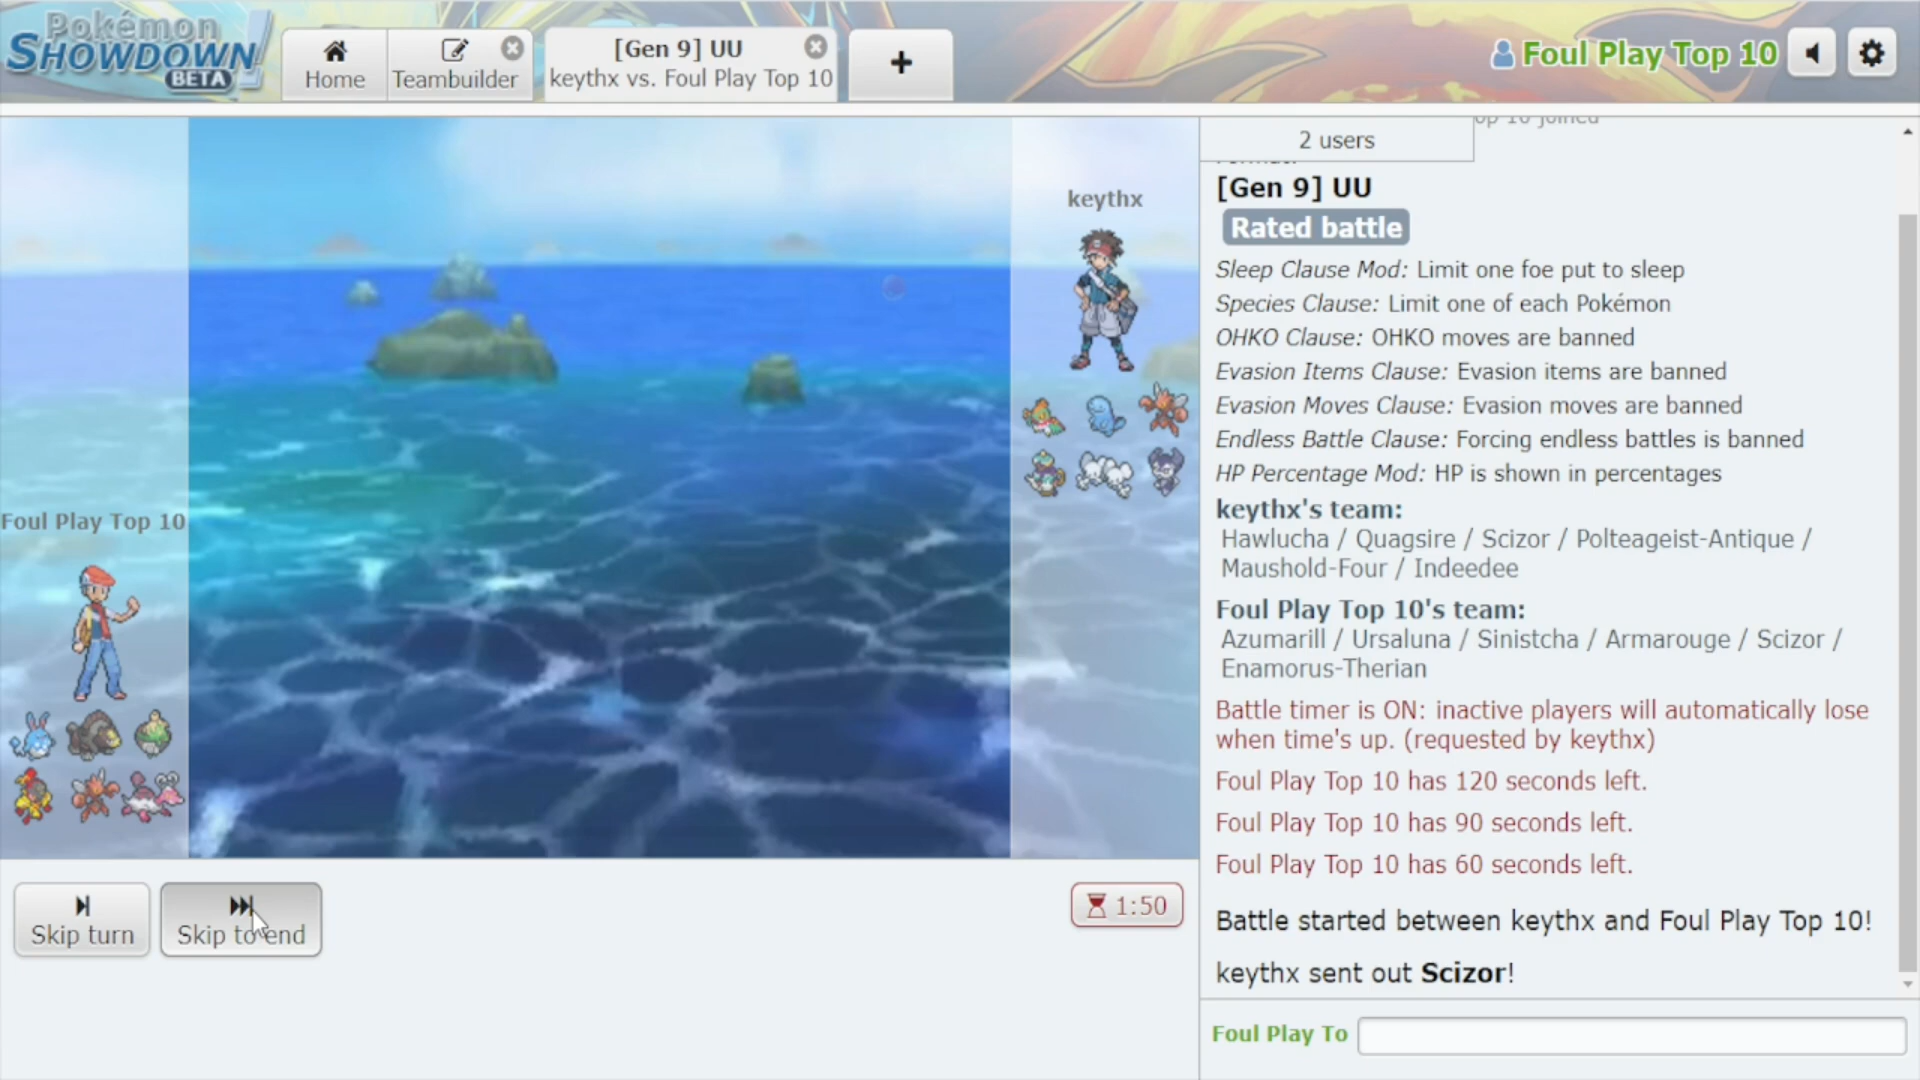 Pokémon
SHOWDOWN!
BETA
Home
Teambuilder
[Gen 9] UU
keythx vs. Foul Play Top 10
+
Foul Play Top 10
keythx
Foul Play Top 10
Skip turn
Skip to end
1:50
op 10 joined
2 users
[Gen 9] UU
Rated battle
Sleep Clause Mod: Limit one foe put to sleep
Species Clause: Limit one of each Pokémon
OHKO Clause: OHKO moves are banned
Evasion Items Clause: Evasion items are banned
Evasion Moves Clause: Evasion moves are banned
Endless Battle Clause: Forcing endless battles is banned
HP Percentage Mod: HP is shown in percentages
keythx's team:
Hawlucha / Quagsire / Scizor / Polteageist-Antique /
Maushold-Four / Indeedee
Foul Play Top 10's team:
Azumarill / Ursaluna / Sinistcha / Armarouge / Scizor /
Enamorus-Therian
Battle timer is ON: inactive players will automatically lose
when time's up. (requested by keythx)
Foul Play Top 10 has 120 seconds left.
Foul Play Top 10 has 90 seconds left.
Foul Play Top 10 has 60 seconds left.
Battle started between keythx and Foul Play Top 10!
keythx sent out Scizor!
Foul Play To